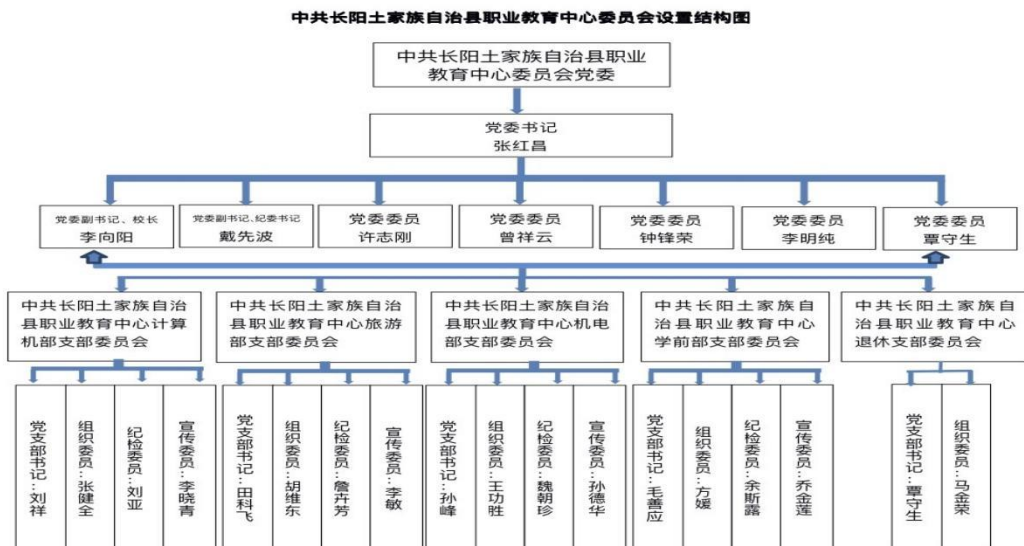 中共长阳土家族自治县职业教育中心委员会设置结构图
中共长阳土家族自治县职业
教育中心委员会党委
党委书记
张红昌
党委副书记、校长
李向阳
党委副书记、纪委书记
戴先波
党委委员
许志刚
党委委员
曾祥云
党委委员
钟锋荣
党委委员
李明纯
党委委员
覃守生
中共长阳土家族自治
县职业教育中心计算
机部支部委员会
中共长阳土家族自治
县职业教育中心旅游
部支部委员会
中共长阳土家族自治
县职业教育中心机电
部支部委员会
中共长阳土家族自
治县职业教育中心
学前部支部委员会
中共长阳土家族自
治县职业教育中心
退休支部委员会
党支部书记…刘祥
组织委员…张健全
纪检委员…刘亚
宣传委员…李晓青
党支部书记…田科飞
组织委员…胡维东
纪检委员…詹卉芳
宣传委员…李敏
党支部书记…孙峰
组织委员…王功胜
纪检委员…魏朝珍
宣传委员…孙德华
党支部书记…毛善应
组织委员…方媛
纪检委员…余斯露
宣传委员…乔金莲
党支部书记…覃守生
组织委员…马金荣